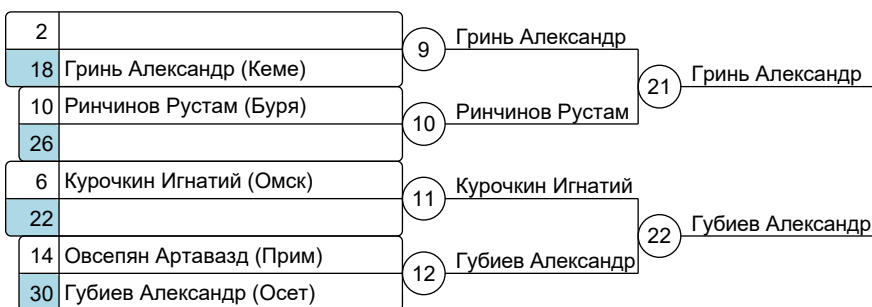 2
18 Гринь Александр (Кеме)
9
Гринь Александр
10 Ринчинов Рустам (Буря)
26
10
Ринчинов Рустам
21
Гринь Александр
6 Курочкин Игнатий (Омск)
22
11
Курочкин Игнатий
14 Овсепян Артавазд (Прим)
30 Губиев Александр (Осет)
12
Губиев Александр
22
Губиев Александр